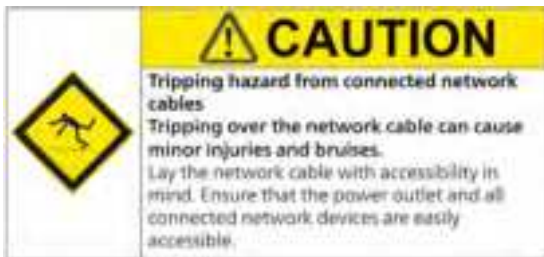 CAUTION
Tripping hazard from connected network
cables
Tripping over the network cable can cause
minor injuries and bruises.
Lay the network cable with accessibility in
mind. Ensure that the power outlet and all
connected network devices are easily
accessible.